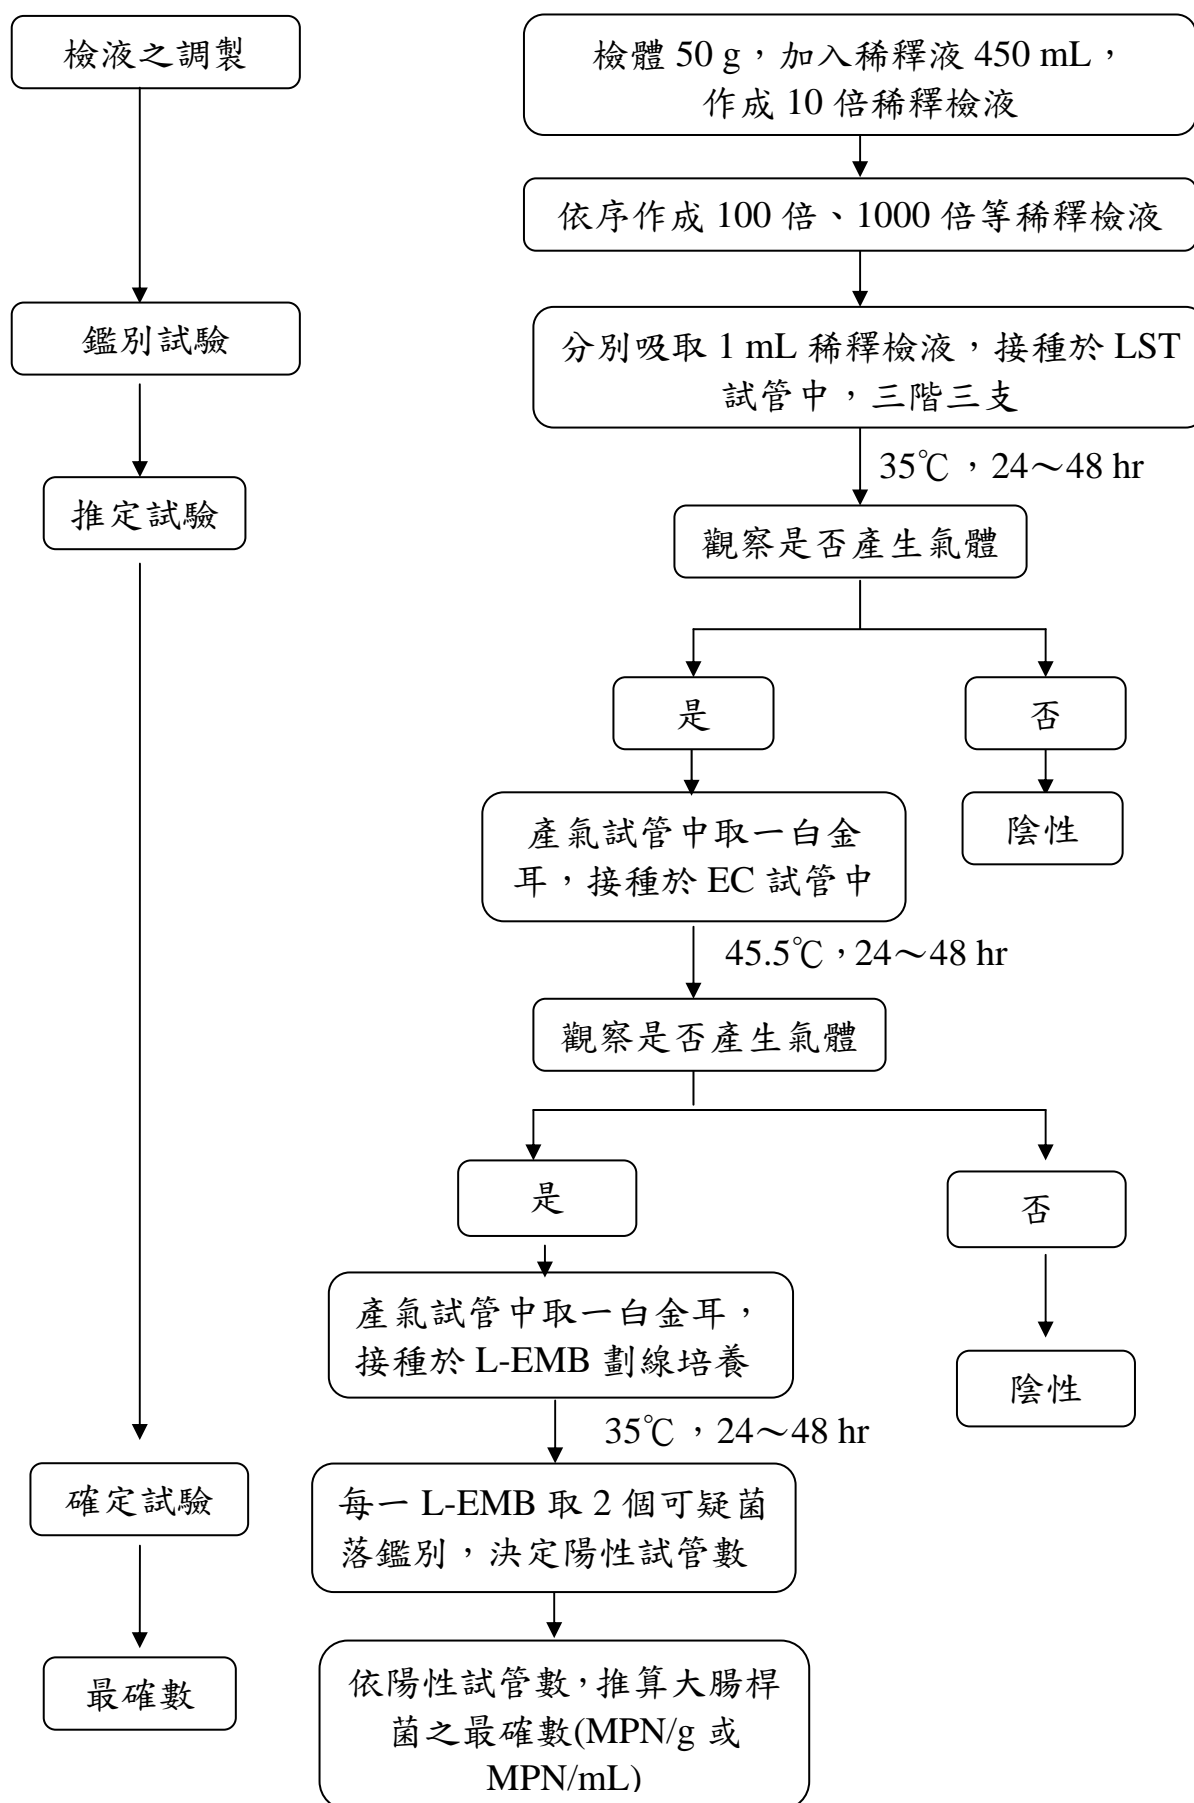 檢液之調製
檢體 50 g，加入稀釋液 450 mL，
作成 10 倍稀釋檢液
依序作成 100 倍、1000 倍等稀釋檢液
鑑別試驗
分別吸取 1 mL 稀釋檢液，接種於 LST
試管中，三階三支
35℃，24～48 hr
推定試驗
觀察是否產生氣體
是
否
產氣試管中取一白金
耳，接種於 EC 試管中
陰性
45.5℃，24～48 hr
觀察是否產生氣體
是
否
產氣試管中取一白金耳，
接種於 L-EMB 劃線培養
陰性
35℃，24～48 hr
確定試驗
每一 L-EMB 取 2 個可疑菌
落鑑別，決定陽性試管數
最確數
依陽性試管數，推算大腸桿
菌之最確數(MPN/g 或
MPN/mL)